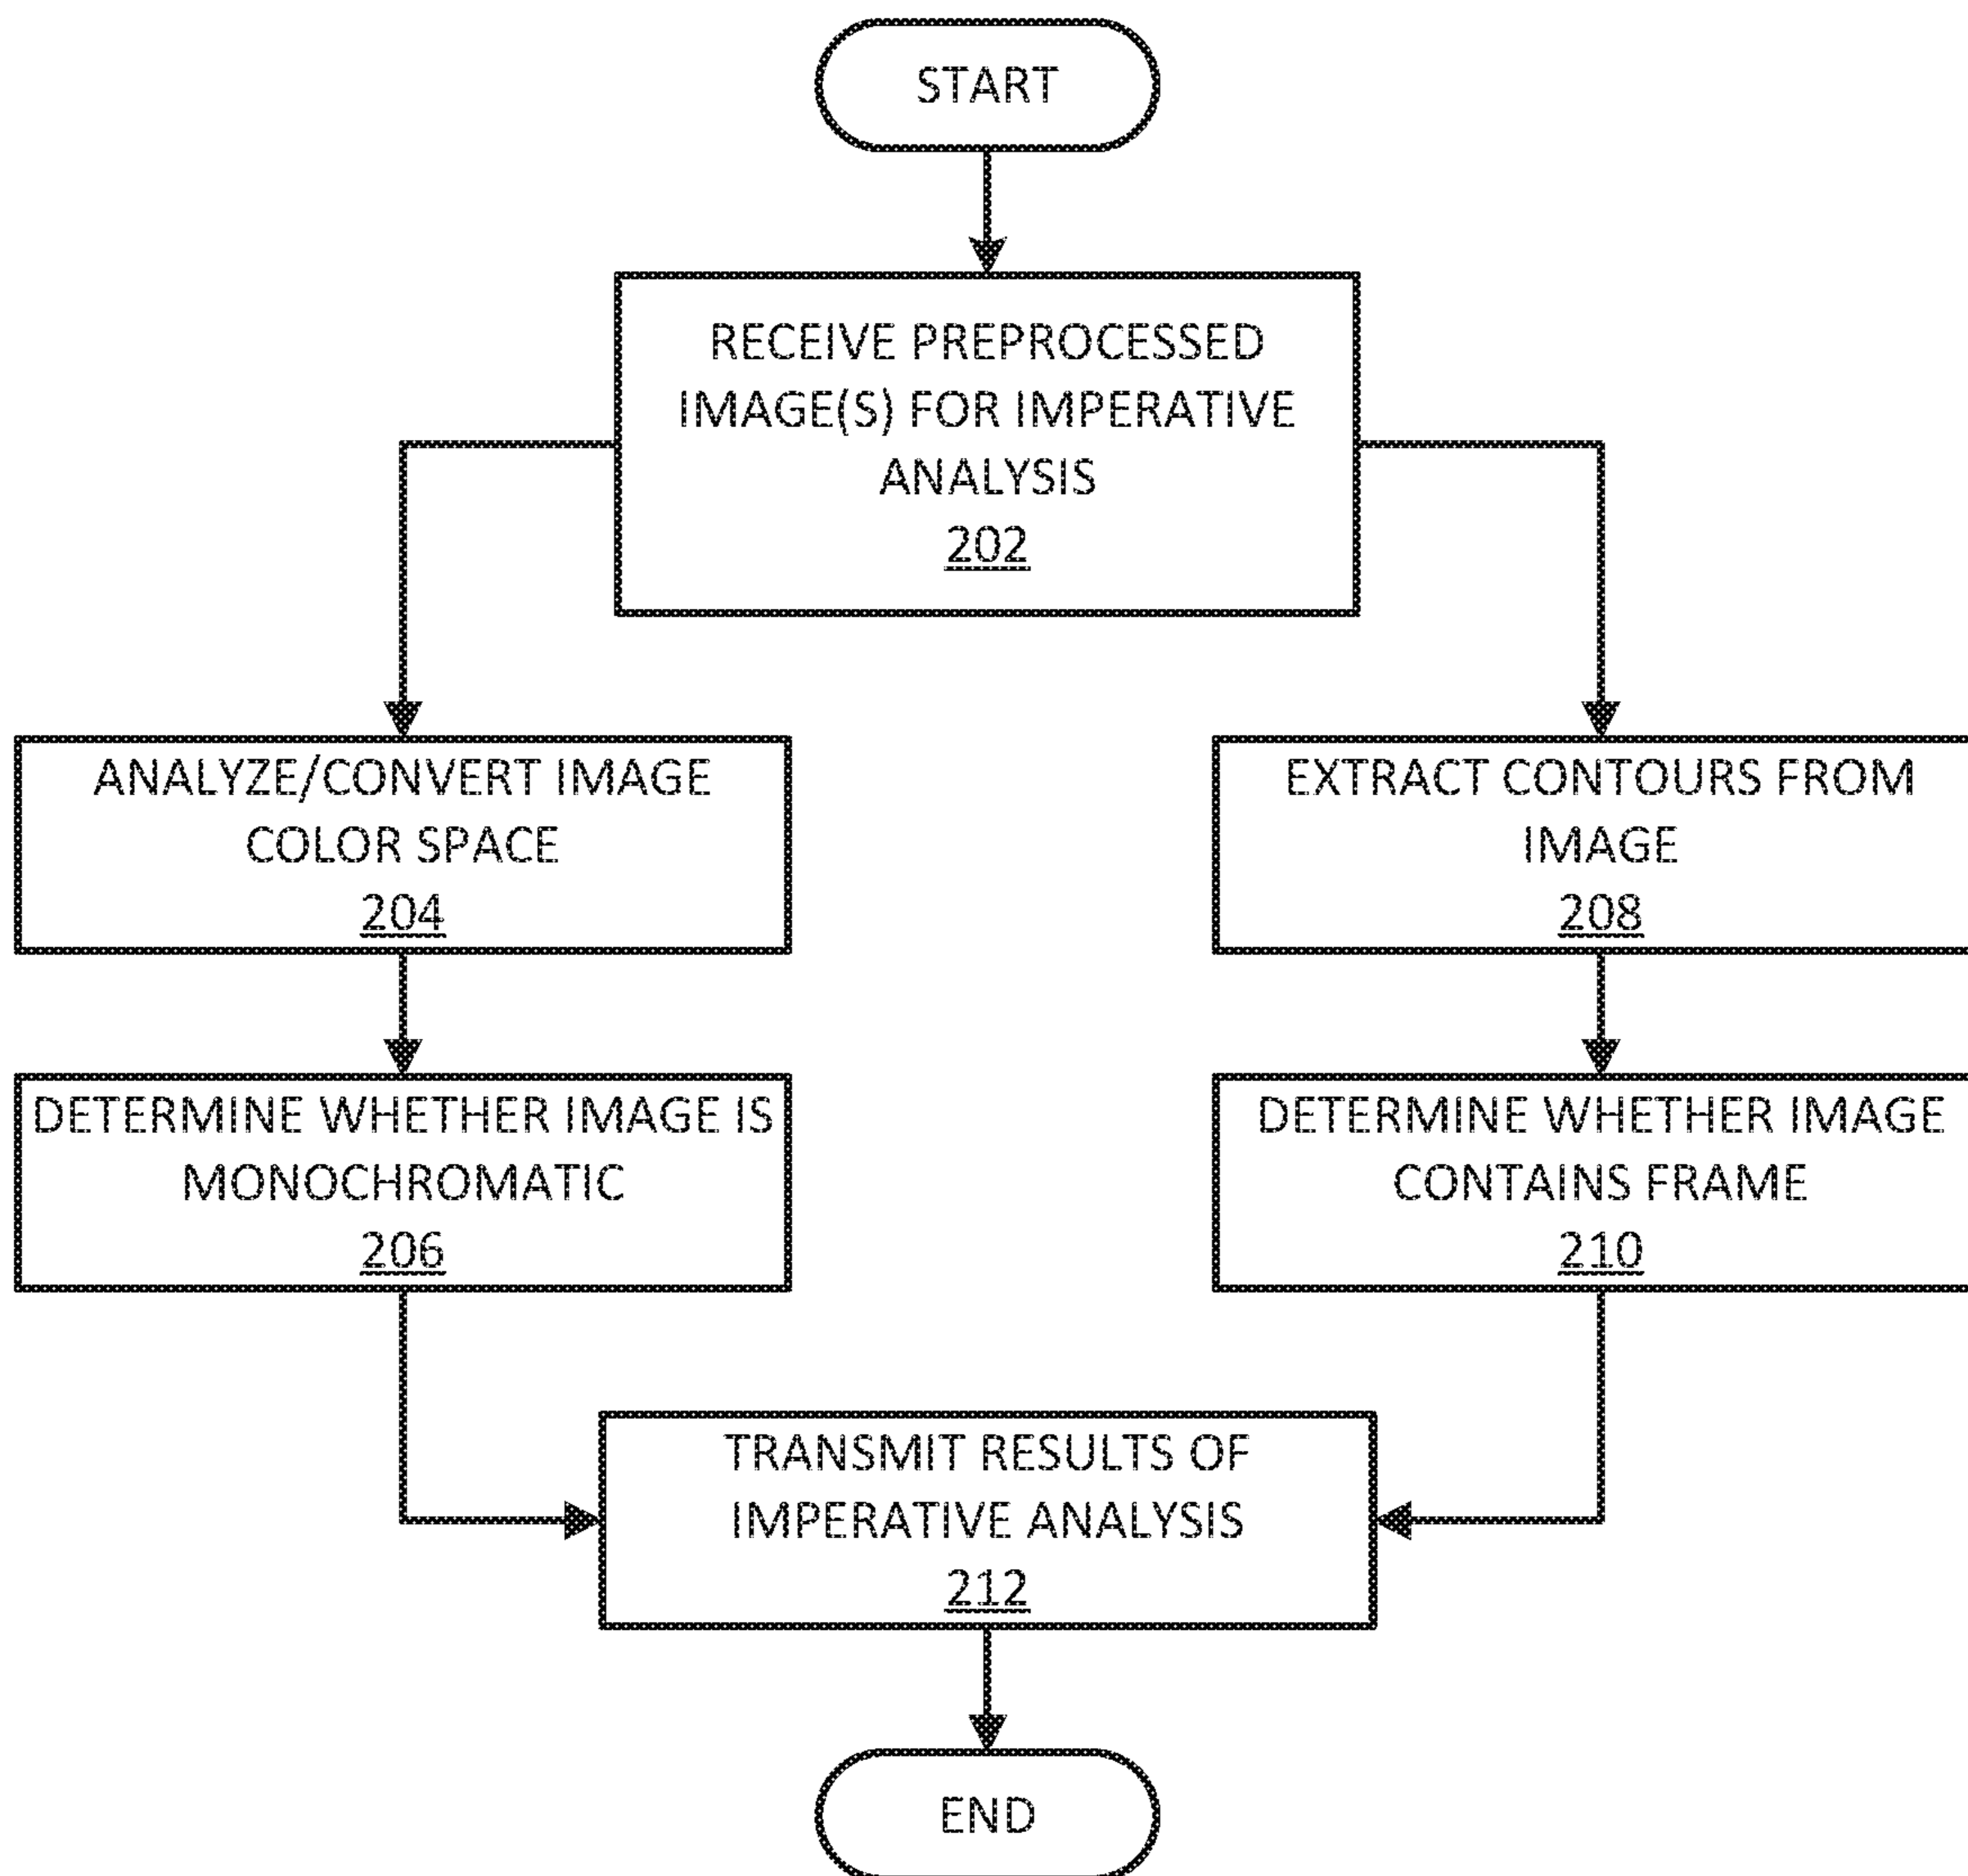 START
RECEIVE PREPROCESSED
IMAGE(S) FOR IMPERATIVE
ANALYSIS
202
ANALYZE/CONVERT IMAGE
COLOR SPACE
204
EXTRACT CONTOURS FROM
IMAGE
208
DETERMINE WHETHER IMAGE IS
MONOCHROMATIC
206
DETERMINE WHETHER IMAGE
CONTAINS FRAME
210
TRANSMIT RESULTS OF
IMPERATIVE ANALYSIS
212
END